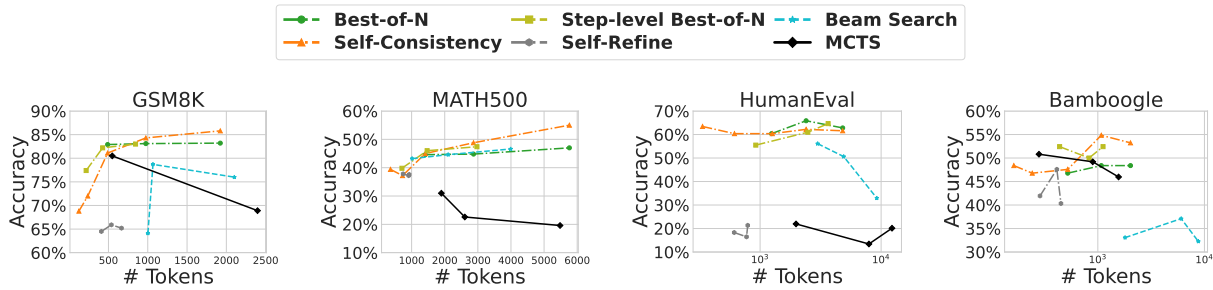 Best-of-N Step-level Best-of-N Beam Search
Self-Consistency Self-Refine MCTS
GSM8K
Accuracy
90%
85%
80%
75%
70%
65%
60%
500 1000 1500 2000 2500
# Tokens
MATH500
Accuracy
60%
50%
40%
30%
20%
10%
1000 2000 3000 4000 5000 6000
# Tokens
HumanEval
Accuracy
70%
60%
50%
40%
30%
20%
10%
10³ 10⁴
# Tokens
Bamboogle
Accuracy
60%
55%
50%
45%
40%
35%
30%
10³ 10⁴
# Tokens